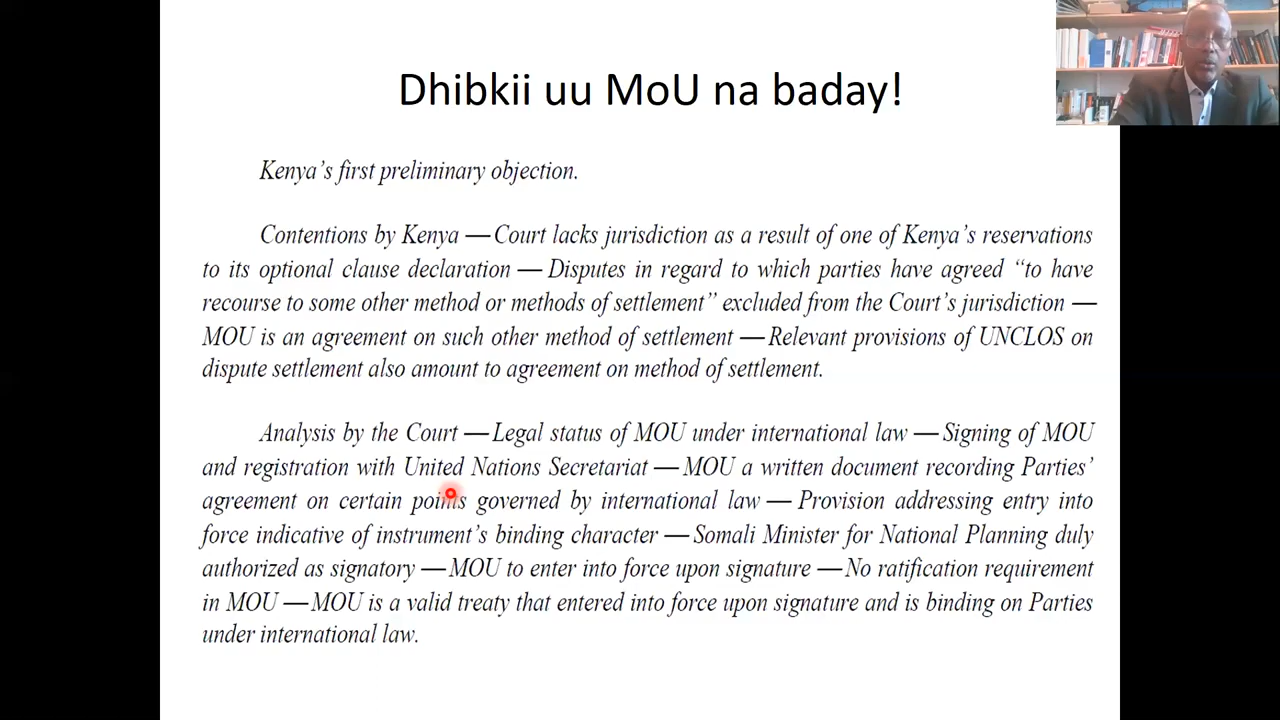 Dhibkii uu MoU na baday!
Kenya's first preliminary objection.
Contentions by Kenya — Court lacks jurisdiction as a result of one of Kenya's reservations
to its optional clause declaration — Disputes in regard to which parties have agreed “to have
recourse to some other method or methods of settlement” excluded from the Court's jurisdiction —
MOU is an agreement on such other method of settlement — Relevant provisions of UNCLOS on
dispute settlement also amount to agreement on method of settlement.
Analysis by the Court — Legal status of MOU under international law — Signing of MOU
and registration with United Nations Secretariat — MOU a written document recording Parties'
agreement on certain points governed by international law — Provision addressing entry into
force indicative of instrument's binding character — Somali Minister for National Planning duly
authorized as signatory — MOU to enter into force upon signature — No ratification requirement
in MOU — MOU is a valid treaty that entered into force upon signature and is binding on Parties
under international law.